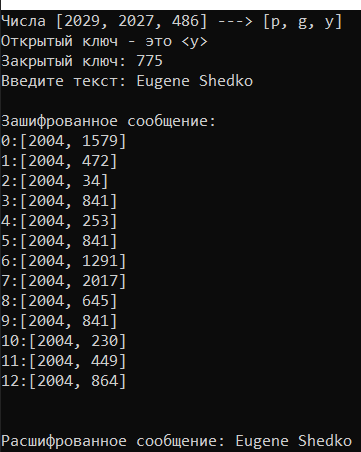 Числа [2029, 2027, 486] ---> [p, g, y]
Открытый ключ - это <y>
Закрытый ключ: 775
Введите текст: Eugene Shedko
Зашифрованное сообщение:
0:[2004, 1579]
1:[2004, 472]
2:[2004, 34]
3:[2004, 841]
4:[2004, 253]
5:[2004, 841]
6:[2004, 1291]
7:[2004, 2017]
8:[2004, 645]
9:[2004, 841]
10:[2004, 230]
11:[2004, 449]
12:[2004, 864]
Расшифрованное сообщение: Eugene Shedko